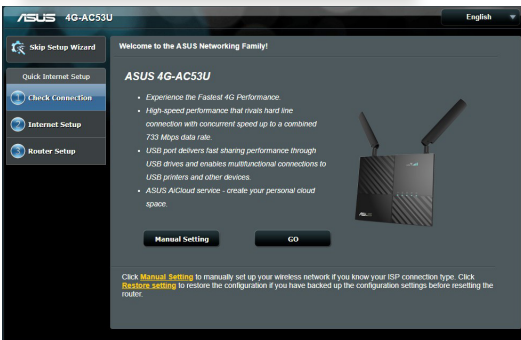 ASUS 4G-AC53U
English
Skip Setup Wizard
Quick Internet Setup
1 Check Connection
2 Internet Setup
3 Router Setup
Welcome to the ASUS Networking Family!
ASUS 4G-AC53U
• Experience the Fastest 4G Performance.
• High-speed performance that rivals hard line
connection with concurrent speed up to a combined
733 Mbps data rate.
• USB port delivers fast sharing performance through
USB drives and enables multifunctional connections to
USB printers and other devices.
• ASUS AiCloud service - create your personal cloud
space.
ASUS
Manual Setting
GO
Click Manual Setting to manually set up your wireless network if you know your ISP connection type. Click
Restore setting to restore the configuration if you have backed up the configuration settings before resetting the
router.